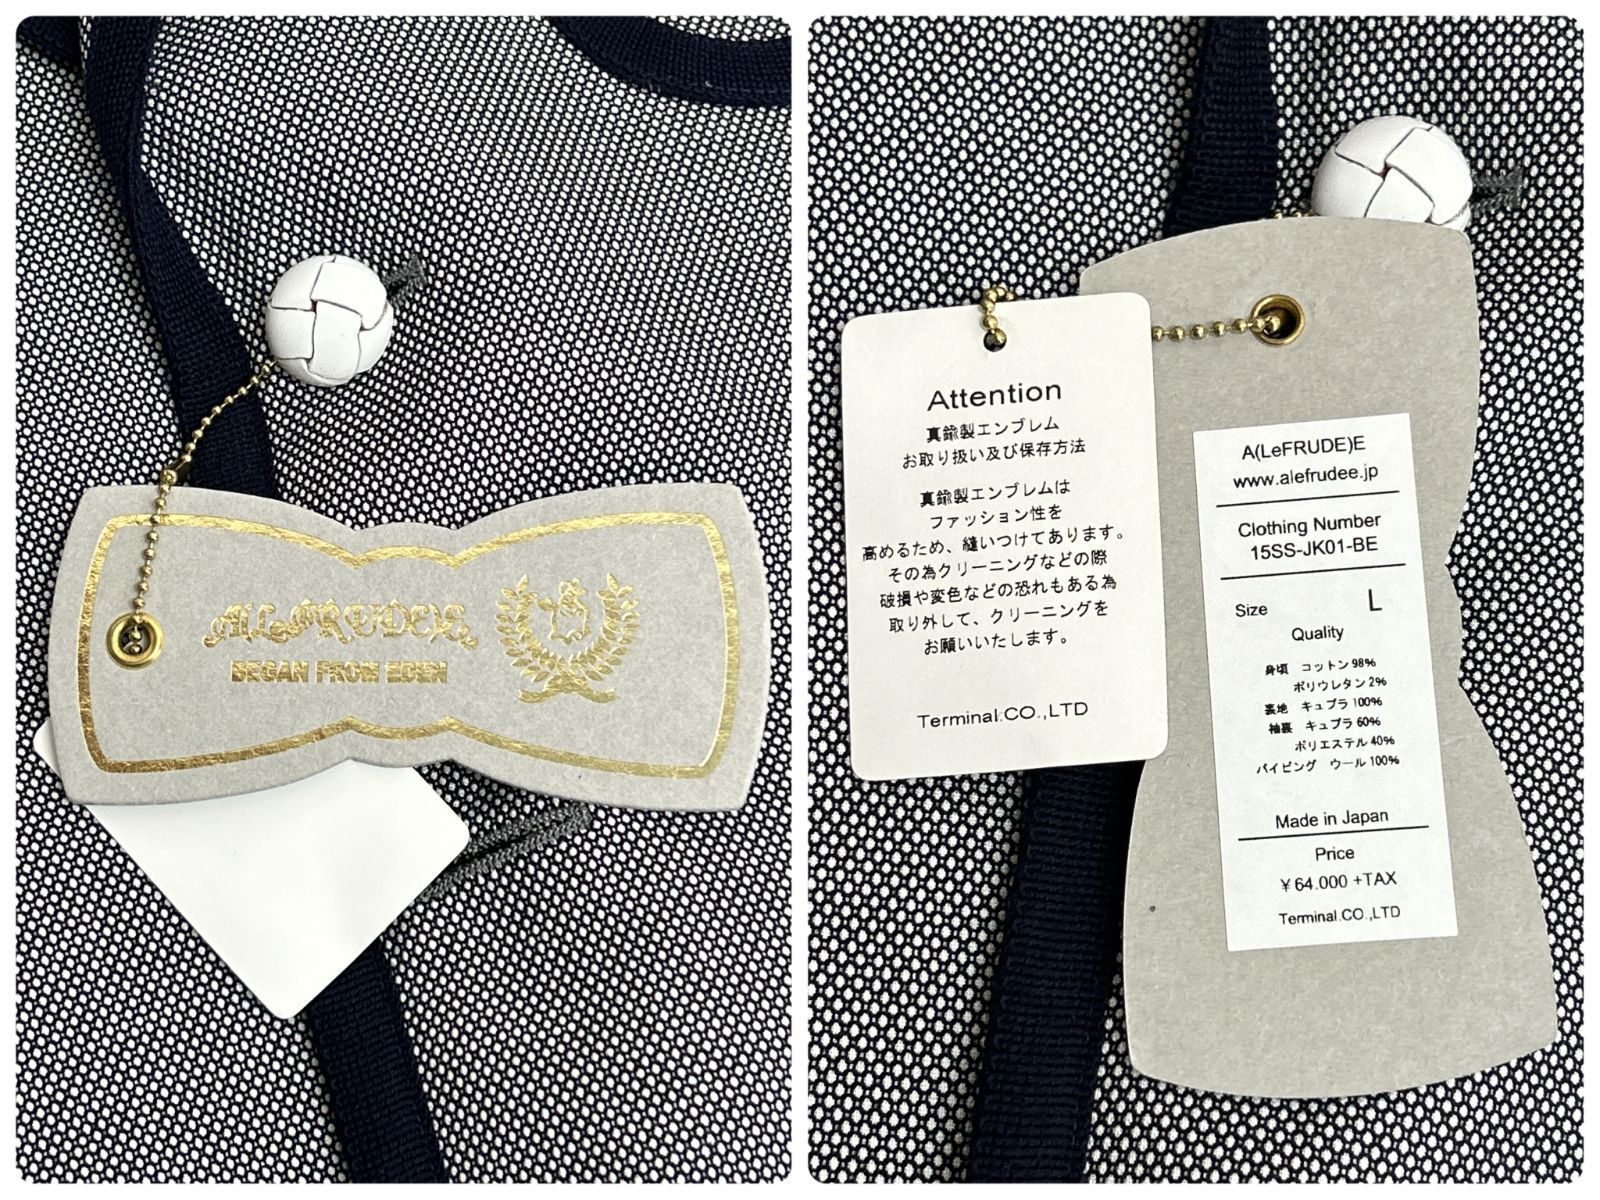 A(LeFRUDE)E
BEGAN FROM EDEN
Attention
真鍮製エンブレム
お取り扱い及び保存方法
真鍮製エンブレムは
ファッション性を
高めるため、縫いつけてあります。
その為クリーニングなどの際
破損や変色などの恐れもある為
取り外して、クリーニングを
お願いいたします。
Terminal.CO.,LTD
A(LeFRUDE)E
www.alefrudee.jp
Clothing Number
15SS-JK01-BE
Size L
Quality
身頃 コットン 98%
ポリウレタン 2%
裏地 キュプラ 100%
袖裏 キュプラ 60%
ポリエステル 40%
パイピング ウール 100%
Made in Japan
Price
￥64.000 +TAX
Terminal.CO.,LTD